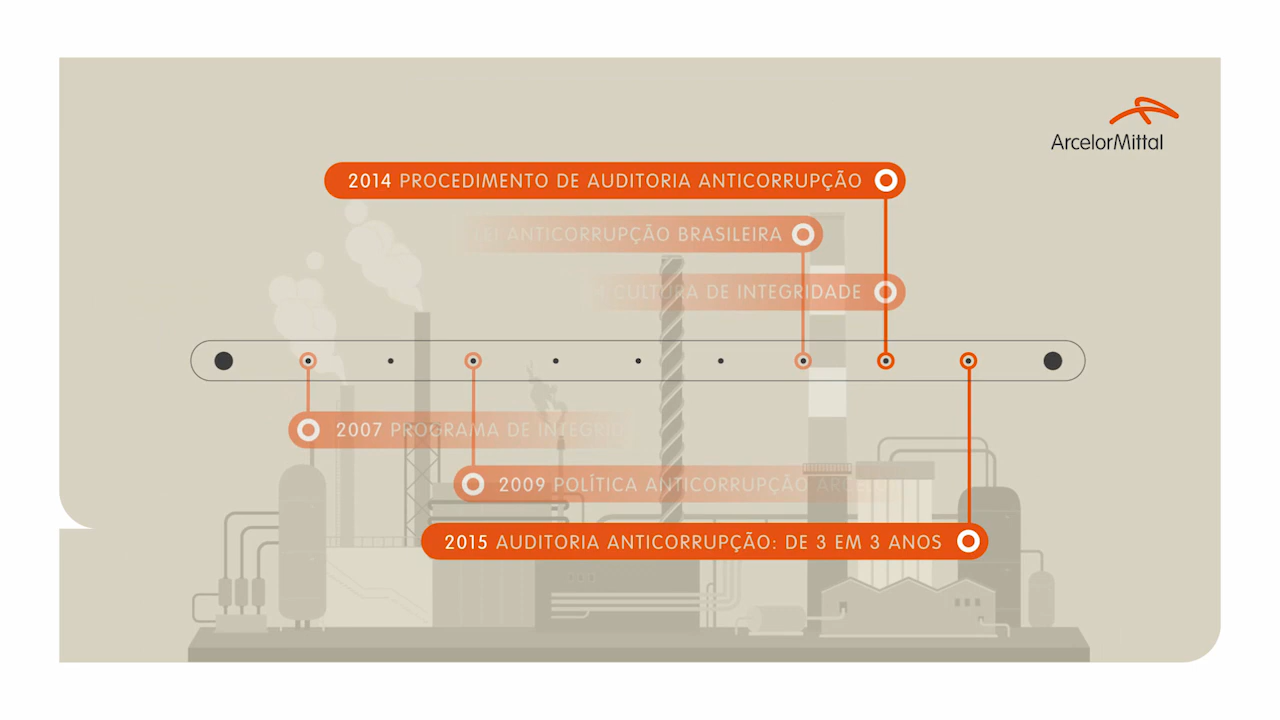 ArcelorMittal
2014 PROCEDIMENTO DE AUDITORIA ANTICORRUPÇÃO
ANTICORRUPÇÃO BRASILEIRA
CULTURA DE INTEGRIDADE
2007 PROGRAMA DE
2009 POLÍTICA ANTICORRUPÇÃO
2015 AUDITORIA ANTICORRUPÇÃO: DE 3 EM 3 ANOS